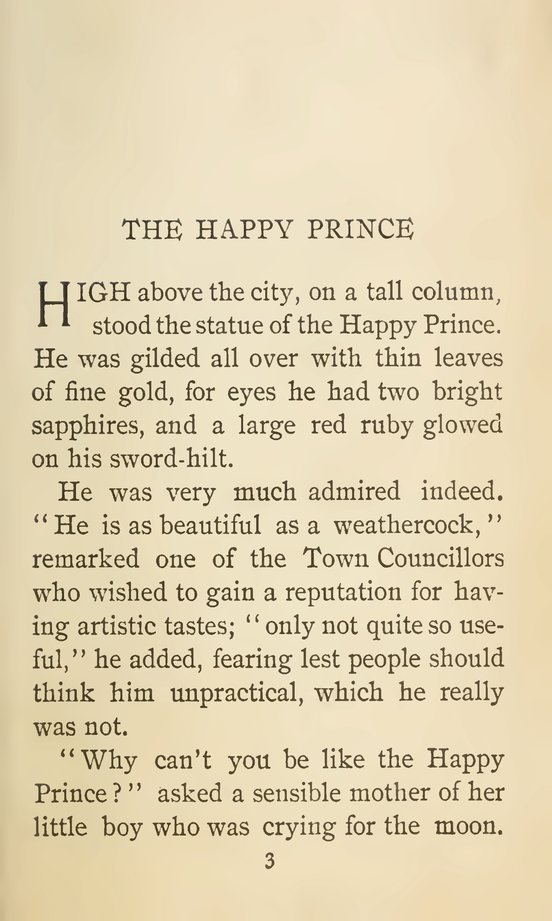 THE HAPPY PRINCE
HIGH above the city, on a tall column,
stood the statue of the Happy Prince.
He was gilded all over with thin leaves
of fine gold, for eyes he had two bright
sapphires, and a large red ruby glowed
on his sword-hilt.
He was very much admired indeed.
“He is as beautiful as a weathercock,”
remarked one of the Town Councillors
who wished to gain a reputation for hav-
ing artistic tastes; “only not quite so use-
ful,” he added, fearing lest people should
think him unpractical, which he really
was not.
“Why can’t you be like the Happy
Prince?” asked a sensible mother of her
little boy who was crying for the moon.
3